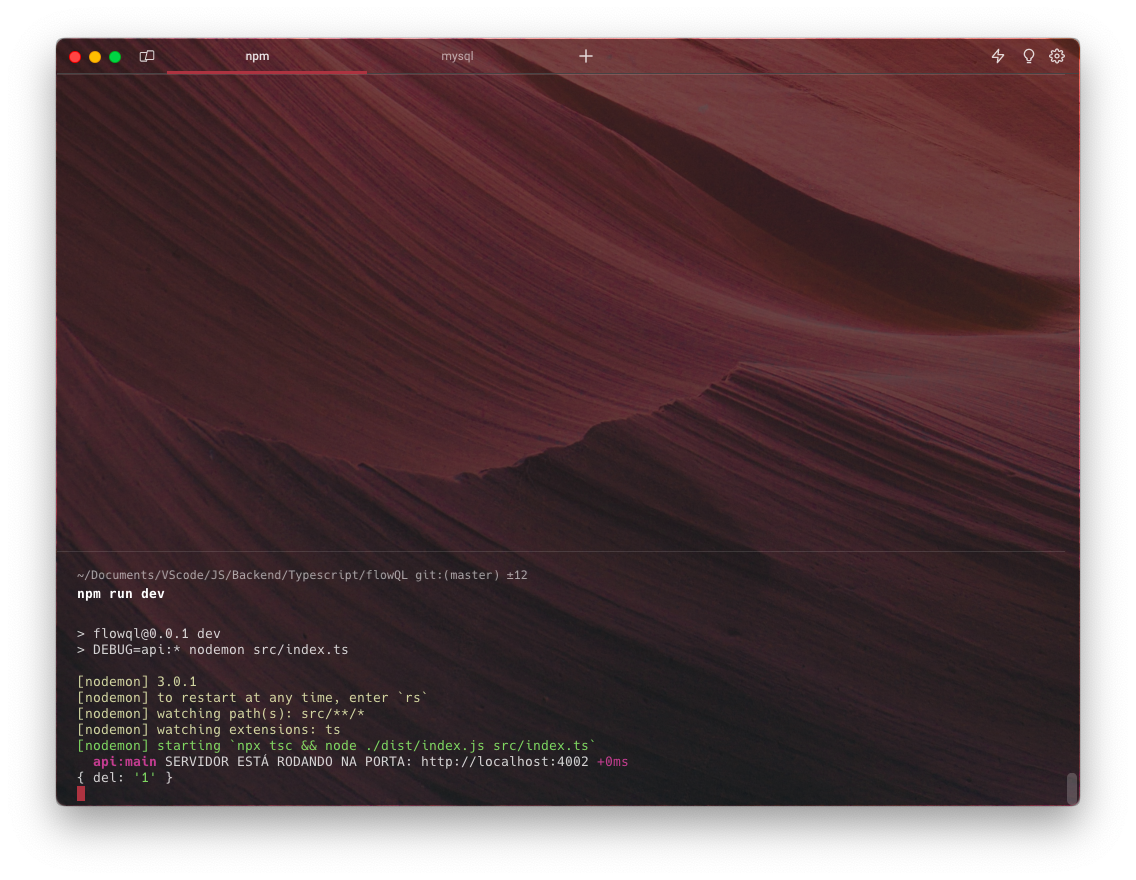 npm
mysql
~/Documents/VScode/JS/Backend/Typescript/flowQL git:(master) ±12
npm run dev
> flowql@0.0.1 dev
> DEBUG=api:* nodemon src/index.ts
[nodemon] 3.0.1
[nodemon] to restart at any time, enter `rs`
[nodemon] watching path(s): src/**/*
[nodemon] watching extensions: ts
[nodemon] starting `npx tsc && node ./dist/index.js src/index.ts`
api:main SERVIDOR ESTÁ RODANDO NA PORTA: http://localhost:4002 +0ms
{ del: '1' }